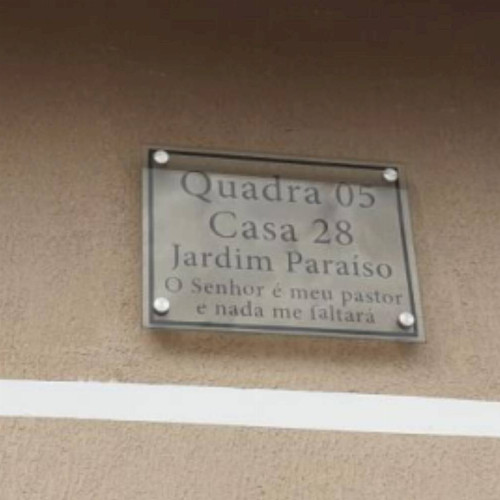 Quadra 05
Casa 28
Jardim Paraíso
O Senhor é meu pastor
e nada me faltará